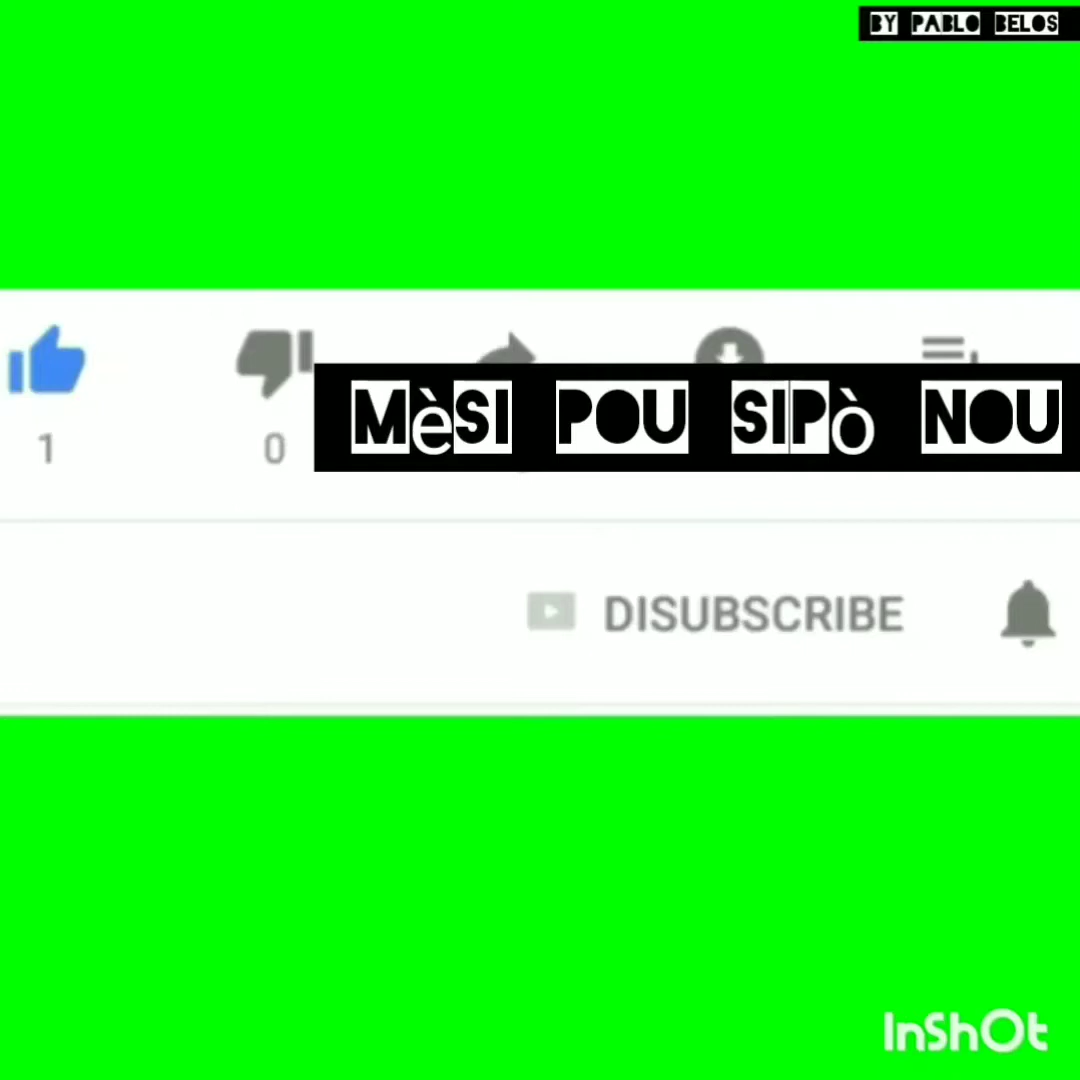 BY PABLO BELOS
MèSI POU SIPò NOU
1
0
DISUBSCRIBE
InShOt